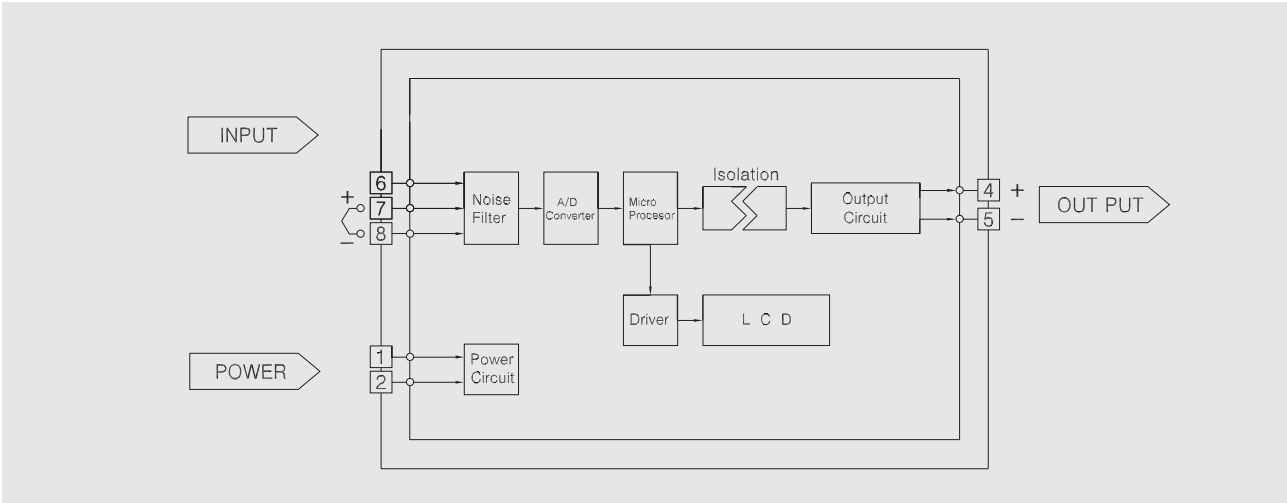 INPUT
6
+
7
8
−
Noise
Filter
A/D
Converter
Micro
Procesor
Isolation
Output
Circuit
4
+
5
−
OUT PUT
Driver
L C D
POWER
1
2
Power
Circuit